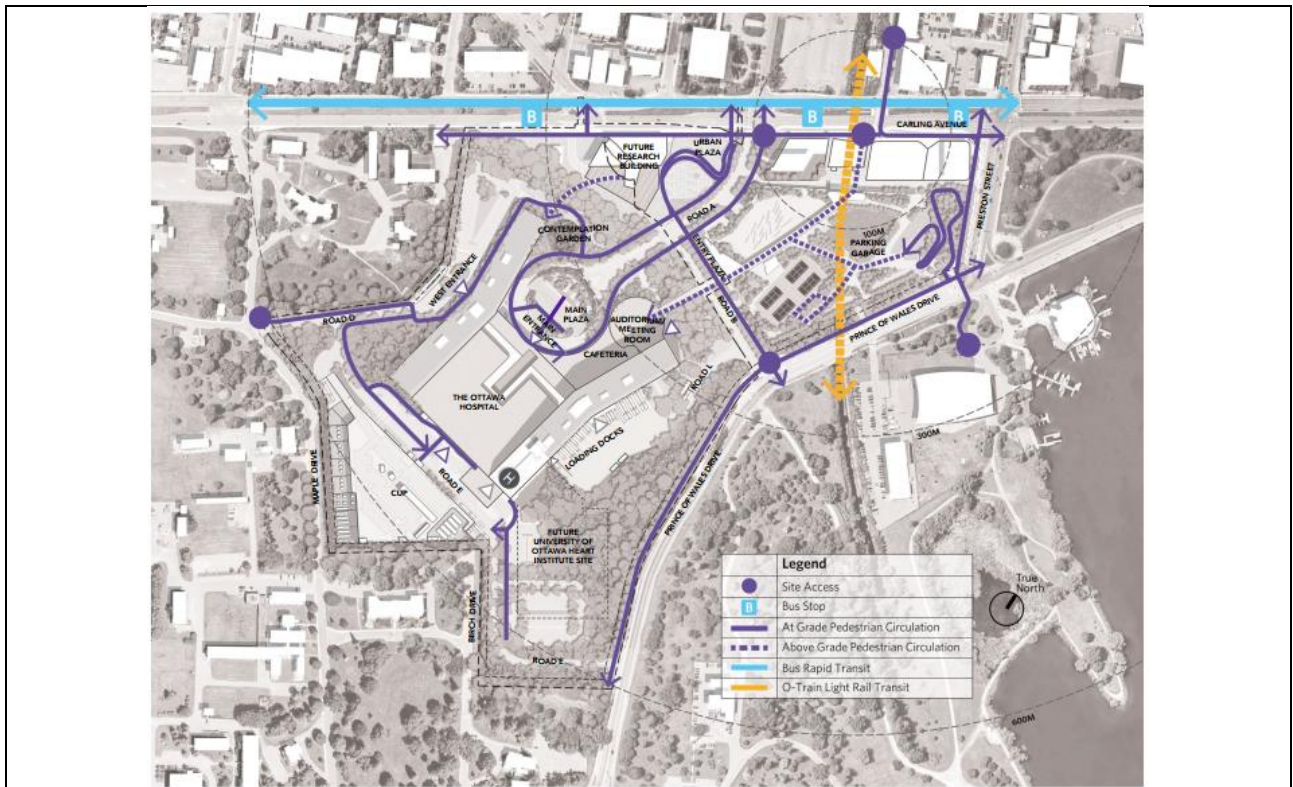 B
B
B
CARLING AVENUE
FUTURE
RESEARCH
BUILDING
URBAN
PLAZA
PRESTON STREET
ROAD A
CONTEMPLATION
GARDEN
100M
PARKING
GARAGE
ENTRY PLAZA
WEST ENTRANCE
ROAD B
ROAD D
MAIN
PLAZA
MAIN
ENTRANCE
AUDITORIUM/
MEETING
ROOM
CAFETERIA
PRINCE OF WALES DRIVE
ROAD L
THE OTTAWA
HOSPITAL
300M
LOADING DOCKS
ROAD E
H
MAPLE DRIVE
CUP
PRINCE OF WALES DRIVE
FUTURE
UNIVERSITY OF
OTTAWA HEART
INSTITUTE SITE
BIRCH DRIVE
ROAD E
Legend
Site Access
B Bus Stop
At Grade Pedestrian Circulation
Above Grade Pedestrian Circulation
Bus Rapid Transit
O-Train Light Rail Transit
True
North
600M